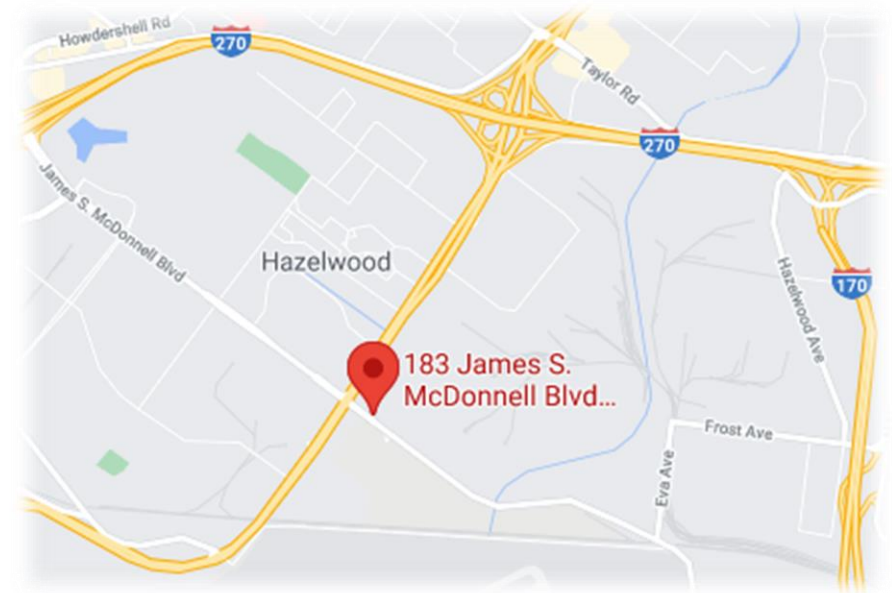 Howdershell Rd
270
Taylor Rd
270
James S. McDonnell Blvd
Hazelwood
Hazelwood Ave
170
183 James S.
McDonnell Blvd...
Frost Ave
Eva Ave